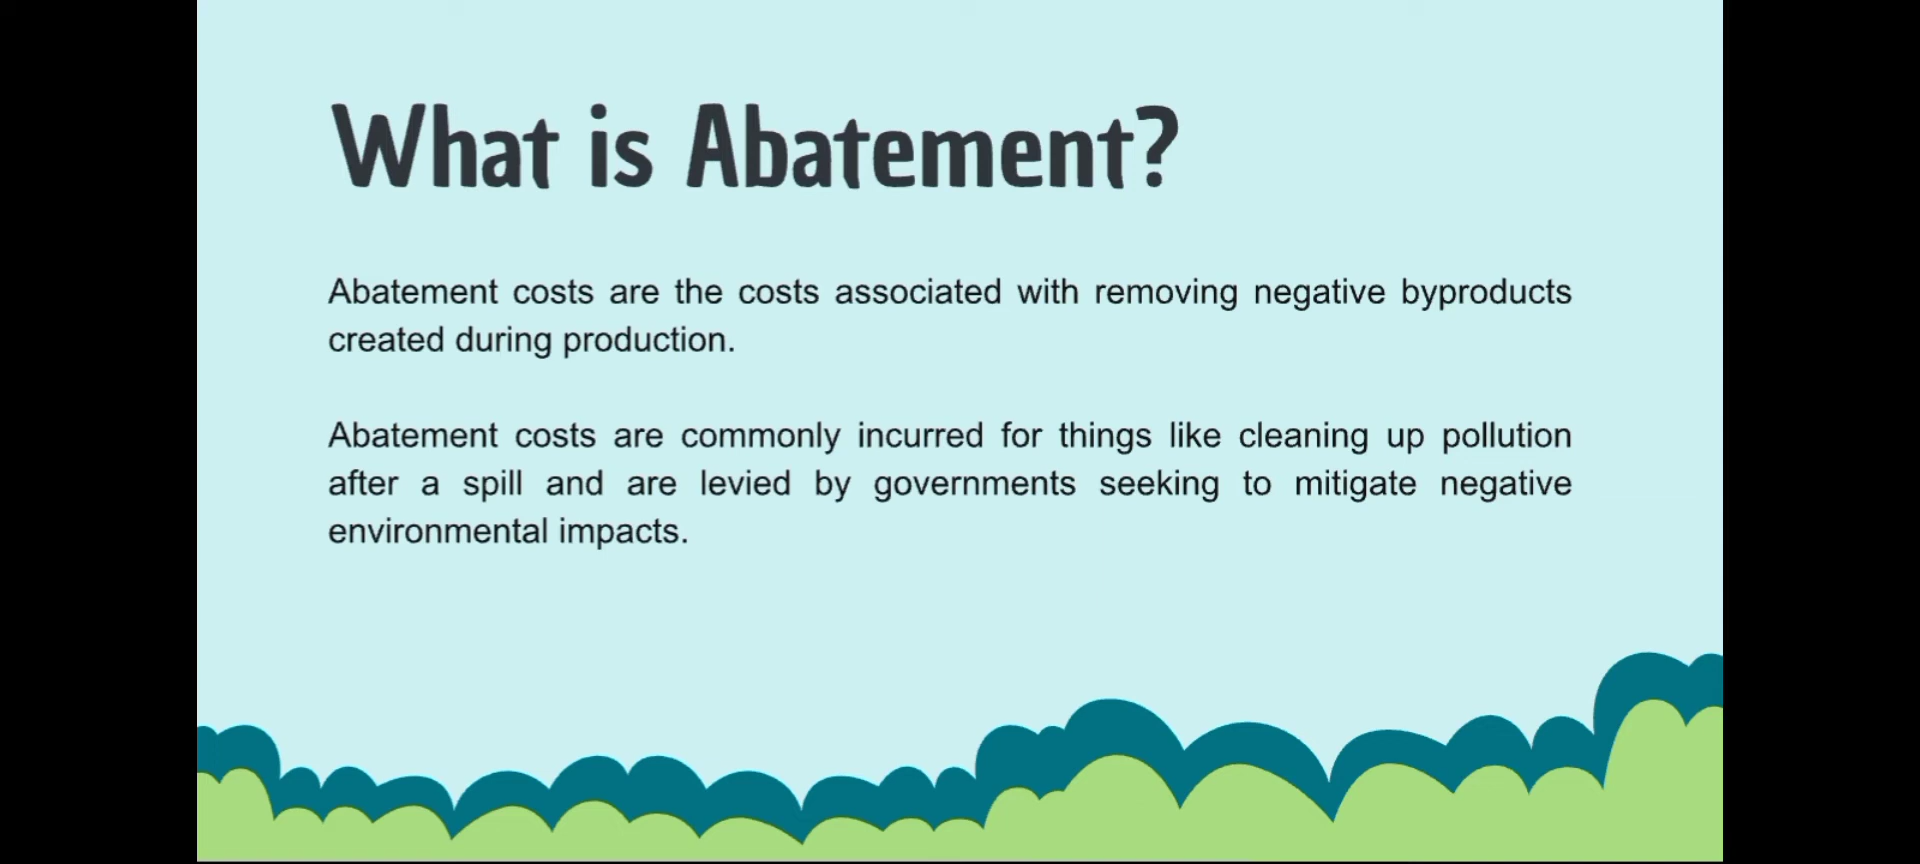 What is Abatement?
Abatement costs are the costs associated with removing negative byproducts
created during production.
Abatement costs are commonly incurred for things like cleaning up pollution
after a spill and are levied by governments seeking to mitigate negative
environmental impacts.